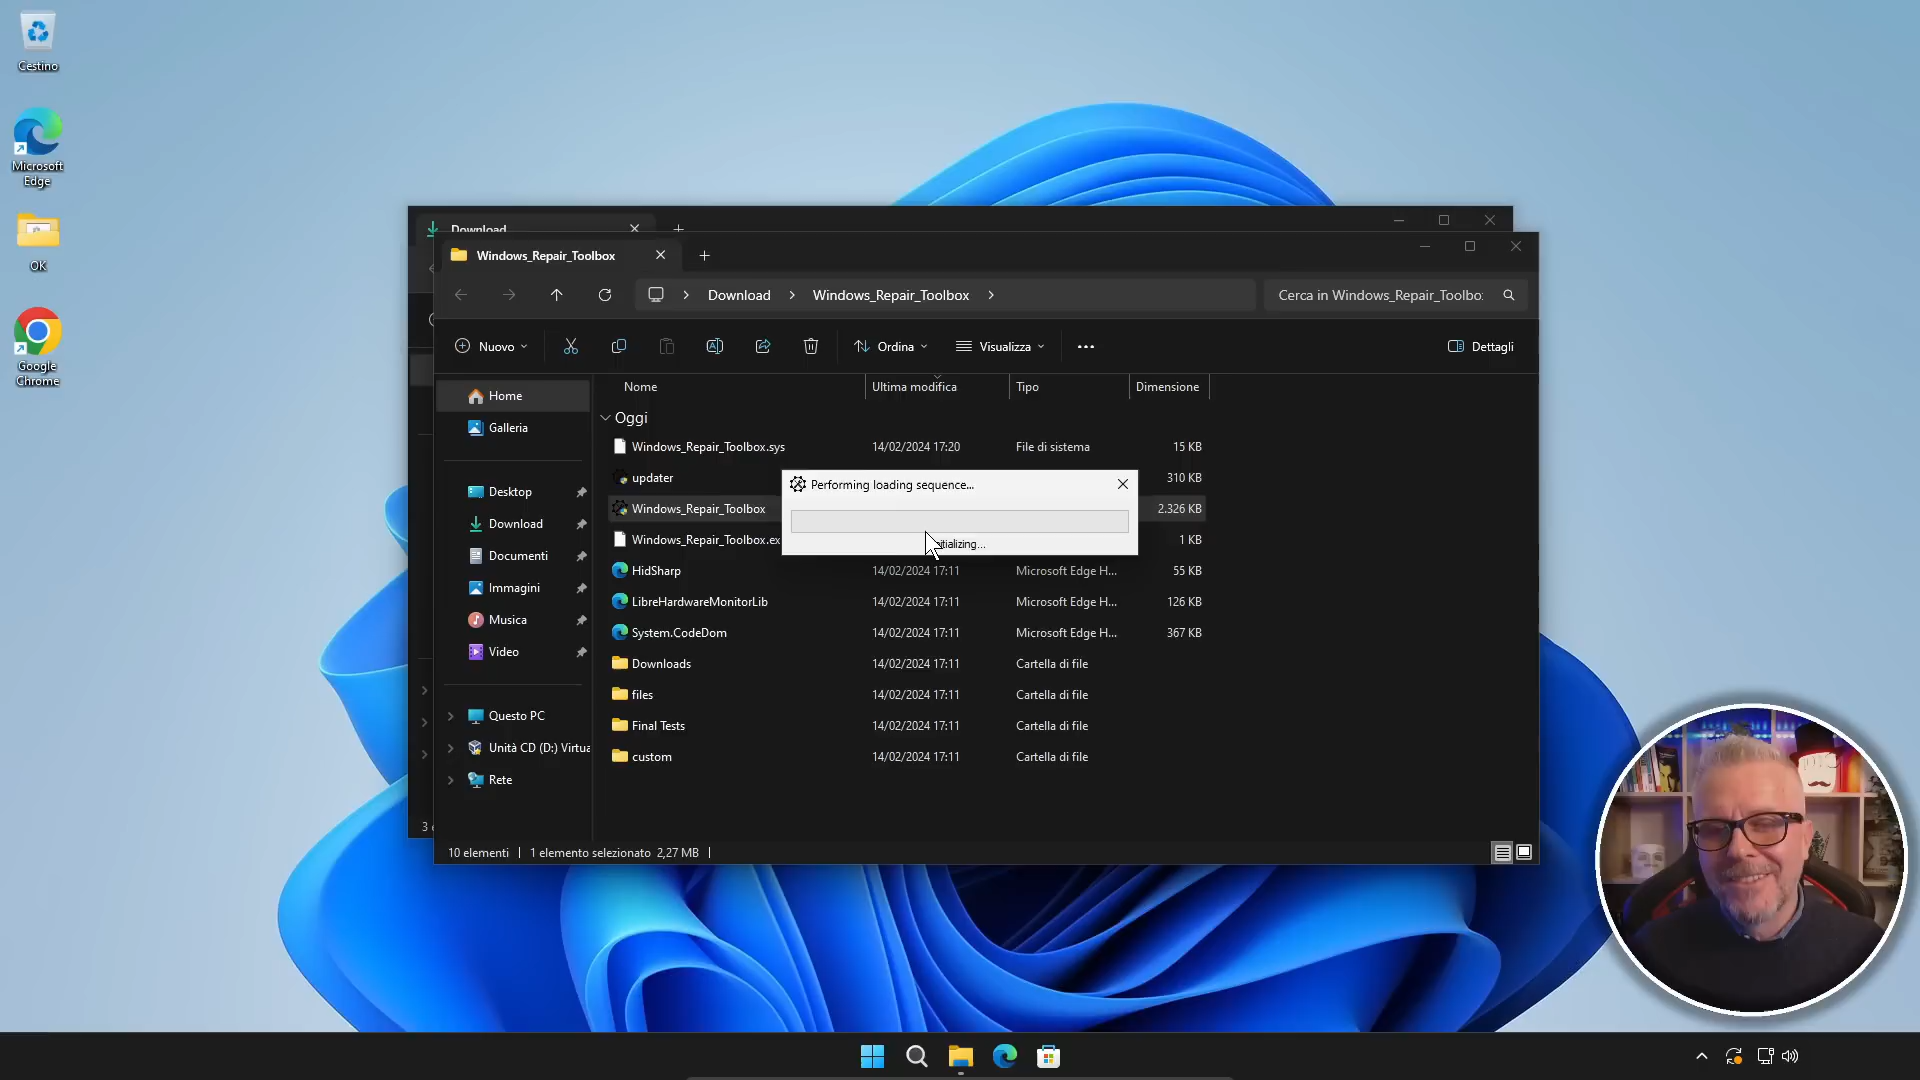 Cestino
Microsoft
Edge
OK
Google
Chrome
Download
Windows_Repair_Toolbox
Download
Windows_Repair_Toolbox
Cerca in Windows_Repair_Toolbo
Nuovo
Ordina
Visualizza
Dettagli
Nome Ultima modifica Tipo Dimensione
Oggi
Home
Galleria
Desktop
Download
Documenti
Immagini
Musica
Video
Questo PC
Unità CD (D:) Virtua
Rete
Windows_Repair_Toolbox.sys 14/02/2024 17:20 File di sistema 15 KB
updater 310 KB
Windows_Repair_Toolbox 2.326 KB
Windows_Repair_Toolbox.ex 1 KB
HidSharp 14/02/2024 17:11 Microsoft Edge H... 55 KB
LibreHardwareMonitorLib 14/02/2024 17:11 Microsoft Edge H... 126 KB
System.CodeDom 14/02/2024 17:11 Microsoft Edge H... 367 KB
Downloads 14/02/2024 17:11 Cartella di file
files 14/02/2024 17:11 Cartella di file
Final Tests 14/02/2024 17:11 Cartella di file
custom 14/02/2024 17:11 Cartella di file
Performing loading sequence...
itializing...
3
10 elementi 1 elemento selezionato 2,27 MB